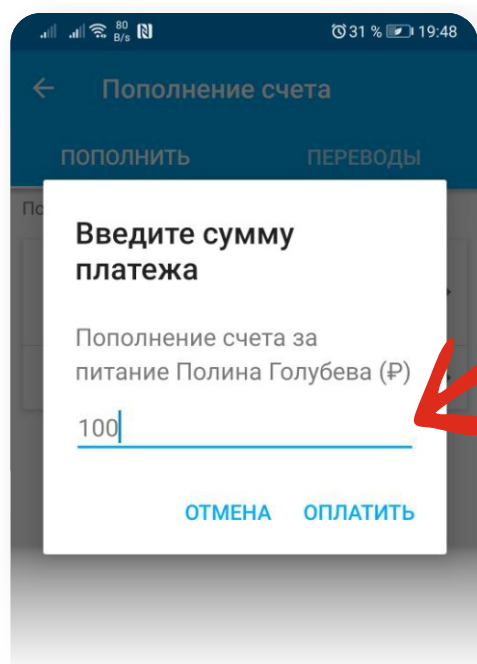 80
B/s
31 % 19:48
Пополнение счета
ПОПОЛНИТЬ ПЕРЕВОДЫ
По
Введите сумму
платежа
Пополнение счета за
питание Полина Голубева (₽)
100
ОТМЕНА ОПЛАТИТЬ